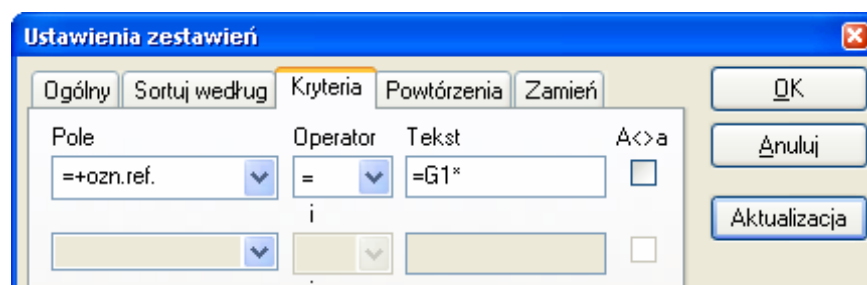 Ustawienia zestawień
Ogólny Sortuj według Kryteria Powtórzenia Zamień
OK
Pole Operator Tekst A<>a
Anuluj
=+ozn.ref. = =G1*
i
Aktualizacja